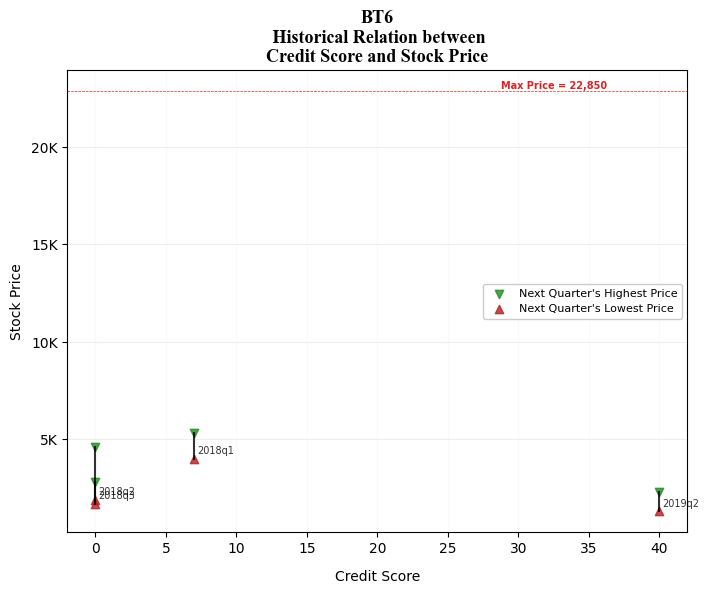 BT6
Historical Relation between
Credit Score and Stock Price
Max Price = 22,850
20K
15K
10K
5K
Stock Price
Next Quarter's Highest Price
Next Quarter's Lowest Price
2018q1
2018q2
2018q3
2019q2
0 5 10 15 20 25 30 35 40
Credit Score